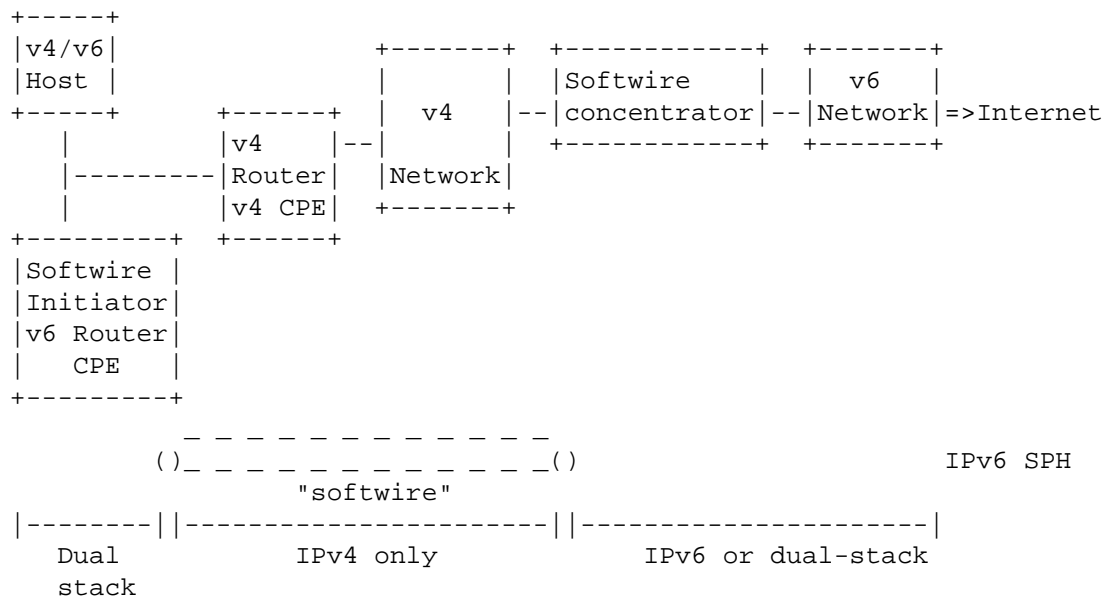 v4/v6
Host
v4
Router
v4 CPE
v4
Network
Softwire
concentrator
v6
Network
=>Internet
Softwire
Initiator
v6 Router
CPE
"softwire"
IPv6 SPH
Dual
stack
IPv4 only
IPv6 or dual-stack